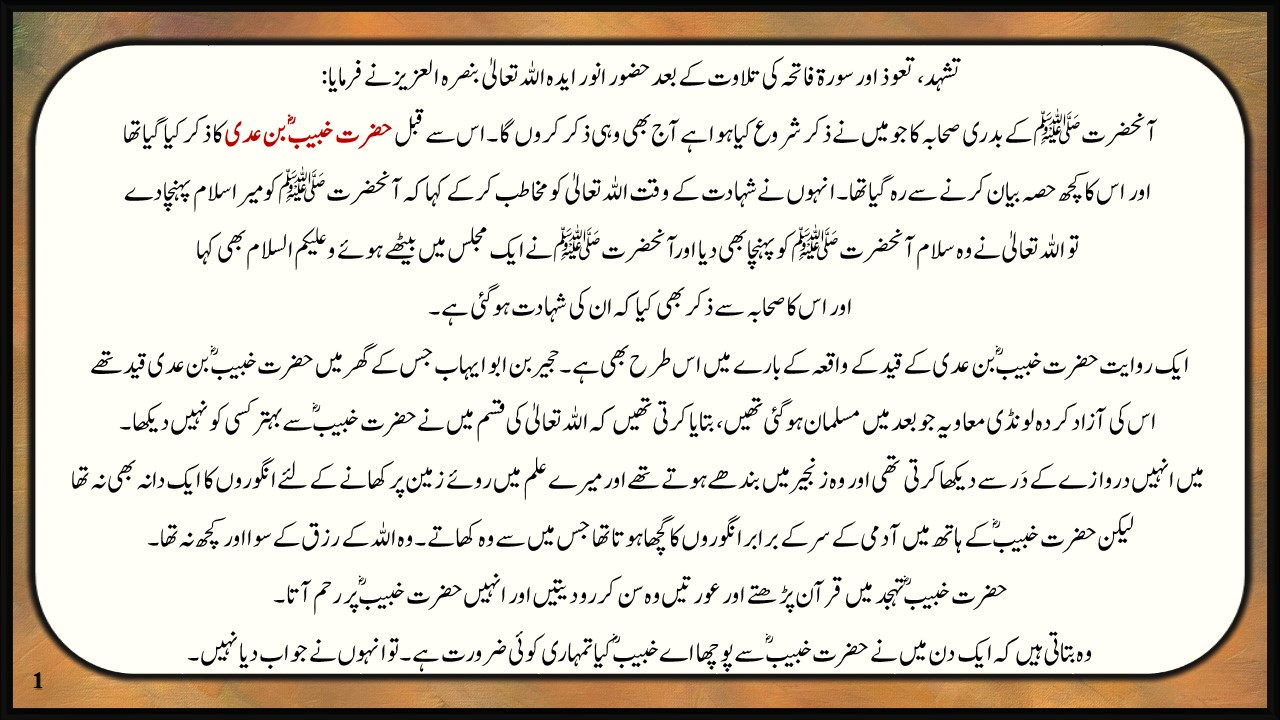 تشہد، تعوذ اور سورۃ فاتحہ کی تلاوت کے بعد حضور انور ایدہ اللہ تعالیٰ بنصرہ العزیز نے فرمایا:
آنحضرت ﷺ کے بدری صحابہ کا جو میں نے ذکر شروع کیا ہوا ہے آج بھی وہی ذکر کروں گا۔ اس سے قبل حضرت خبیبؓ بن عدی کا ذکر کیا گیا تھا
اور اس کا کچھ حصہ بیان کرنے سے رہ گیا تھا۔ انہوں نے شہادت کے وقت اللہ تعالیٰ کو مخاطب کر کے کہا کہ آنحضرت ﷺ کو میرا سلام پہنچا دے
تو اللہ تعالیٰ نے وہ سلام آنحضرت ﷺ کو پہنچا بھی دیا اور آنحضرت ﷺ نے ایک مجلس میں بیٹھے ہوئے وعلیکم السلام بھی کہا
اور اس کا صحابہ سے ذکر بھی کیا کہ ان کی شہادت ہو گئی ہے۔
ایک روایت حضرت خبیبؓ بن عدی کے قید کے واقعہ کے بارے میں اس طرح بھی ہے۔ حجیر بن ابو ایہاب جس کے گھر میں حضرت خبیبؓ بن عدی قید تھے
اس کی آزاد کردہ لونڈی معاویہ جو بعد میں مسلمان ہو گئی تھیں، بتایا کرتی تھیں کہ اللہ تعالیٰ کی قسم میں نے حضرت خبیبؓ سے بہتر کسی کو نہیں دیکھا۔
میں انہیں دروازے کے دَر سے دیکھا کرتی تھی اور وہ زنجیر میں بندھے ہوتے تھے اور میرے علم میں روئے زمین پر کھانے کے لئے انگوروں کا ایک دانہ بھی نہ تھا
لیکن حضرت خبیبؓ کے ہاتھ میں آدمی کے سر کے برابر انگوروں کا گچھا ہوتا تھا جس میں سے وہ کھاتے۔ وہ اللہ کے رزق کے سوا اور کچھ نہ تھا۔
حضرت خبیبؓ تہجد میں قرآن پڑھتے اور عورتیں وہ سن کر رو دیتیں اور انہیں حضرت خبیبؓ پر رحم آتا۔
وہ بتاتی ہیں کہ ایک دن میں نے حضرت خبیبؓ سے پوچھا اے خبیبؓ کیا تمہاری کوئی ضرورت ہے۔ تو انہوں نے جواب دیا نہیں۔
1